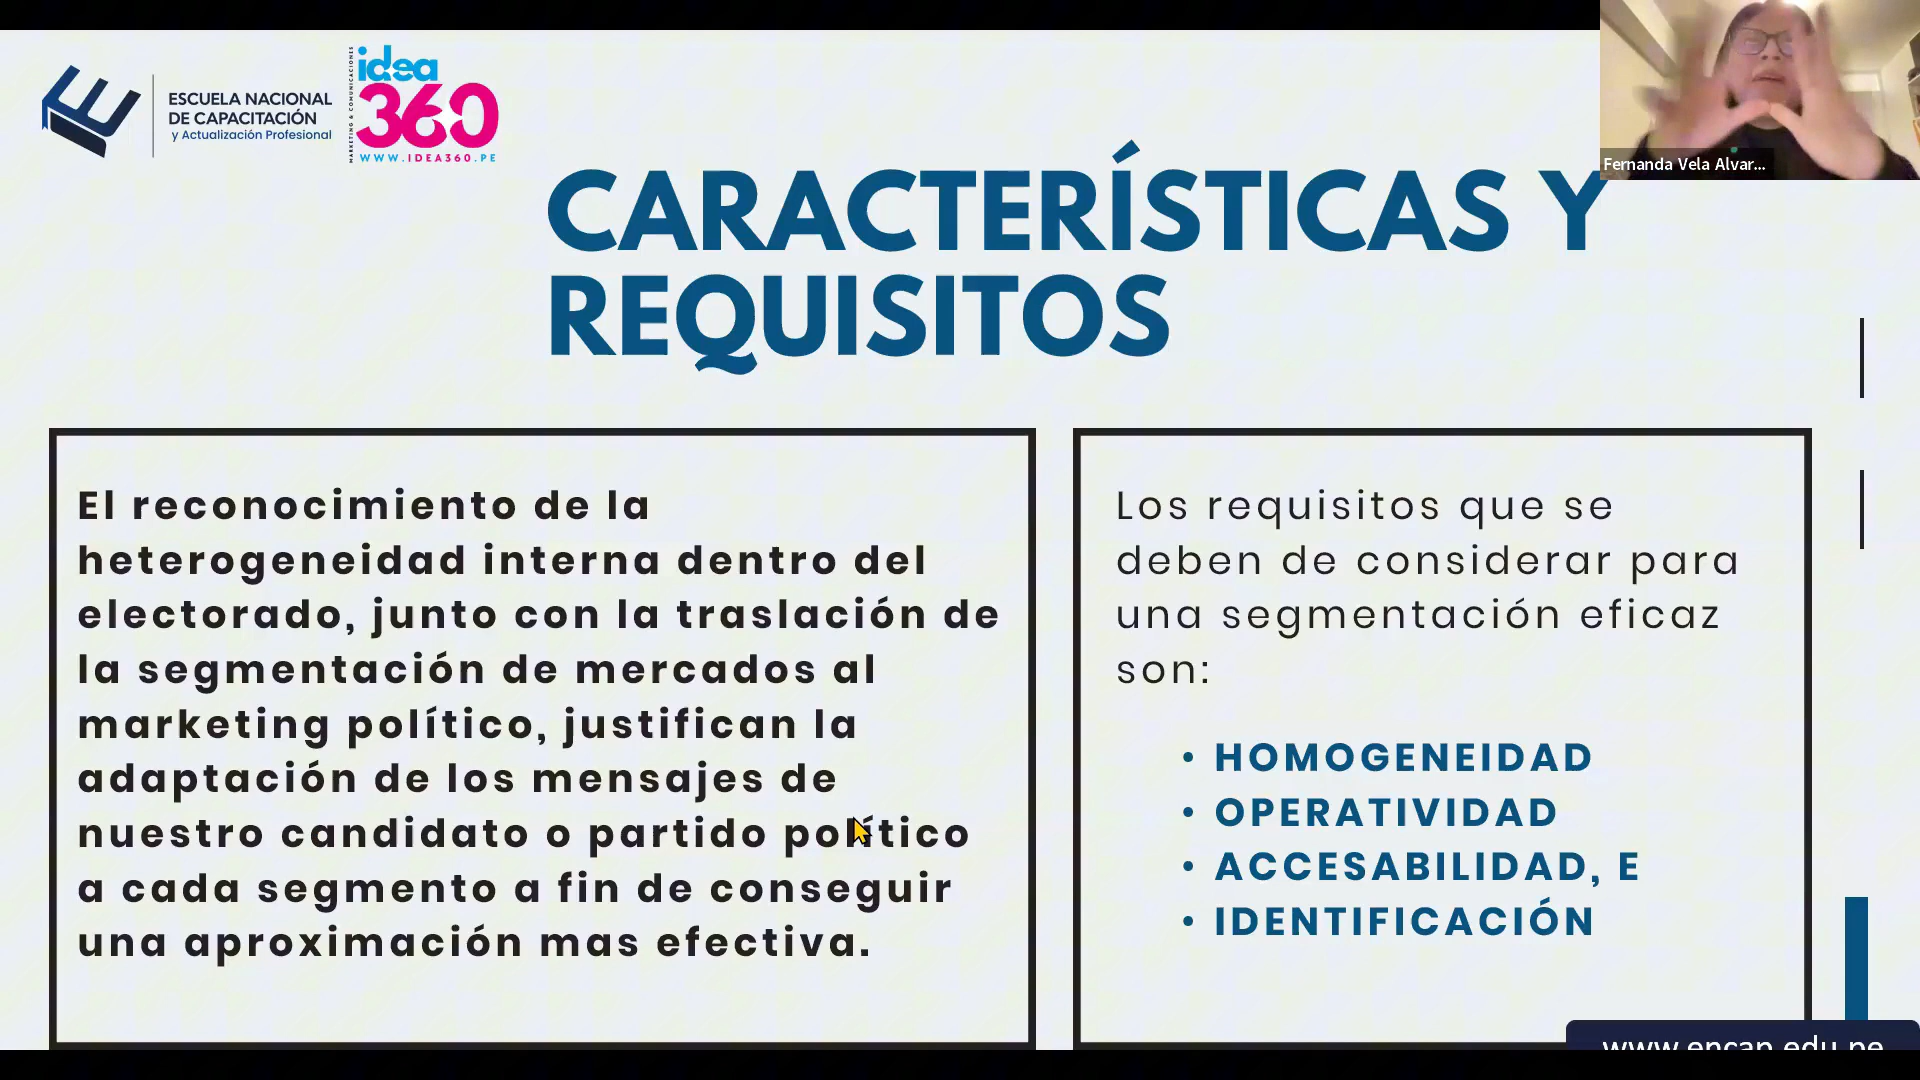 ESCUELA NACIONAL
DE CAPACITACIÓN
y Actualización Profesional
MARKETING & COMUNICACIONES
idea
360
WWW.IDEA360.PE
Fernanda Vela Alvar...
CARACTERÍSTICAS Y
REQUISITOS
El reconocimiento de la
heterogeneidad interna dentro del
electorado, junto con la traslación de
la segmentación de mercados al
marketing político, justifican la
adaptación de los mensajes de
nuestro candidato o partido político
a cada segmento a fin de conseguir
una aproximación mas efectiva.
Los requisitos que se
deben de considerar para
una segmentación eficaz
son:
• HOMOGENEIDAD
• OPERATIVIDAD
• ACCESABILIDAD, E
• IDENTIFICACIÓN
www.encap.edu.pe